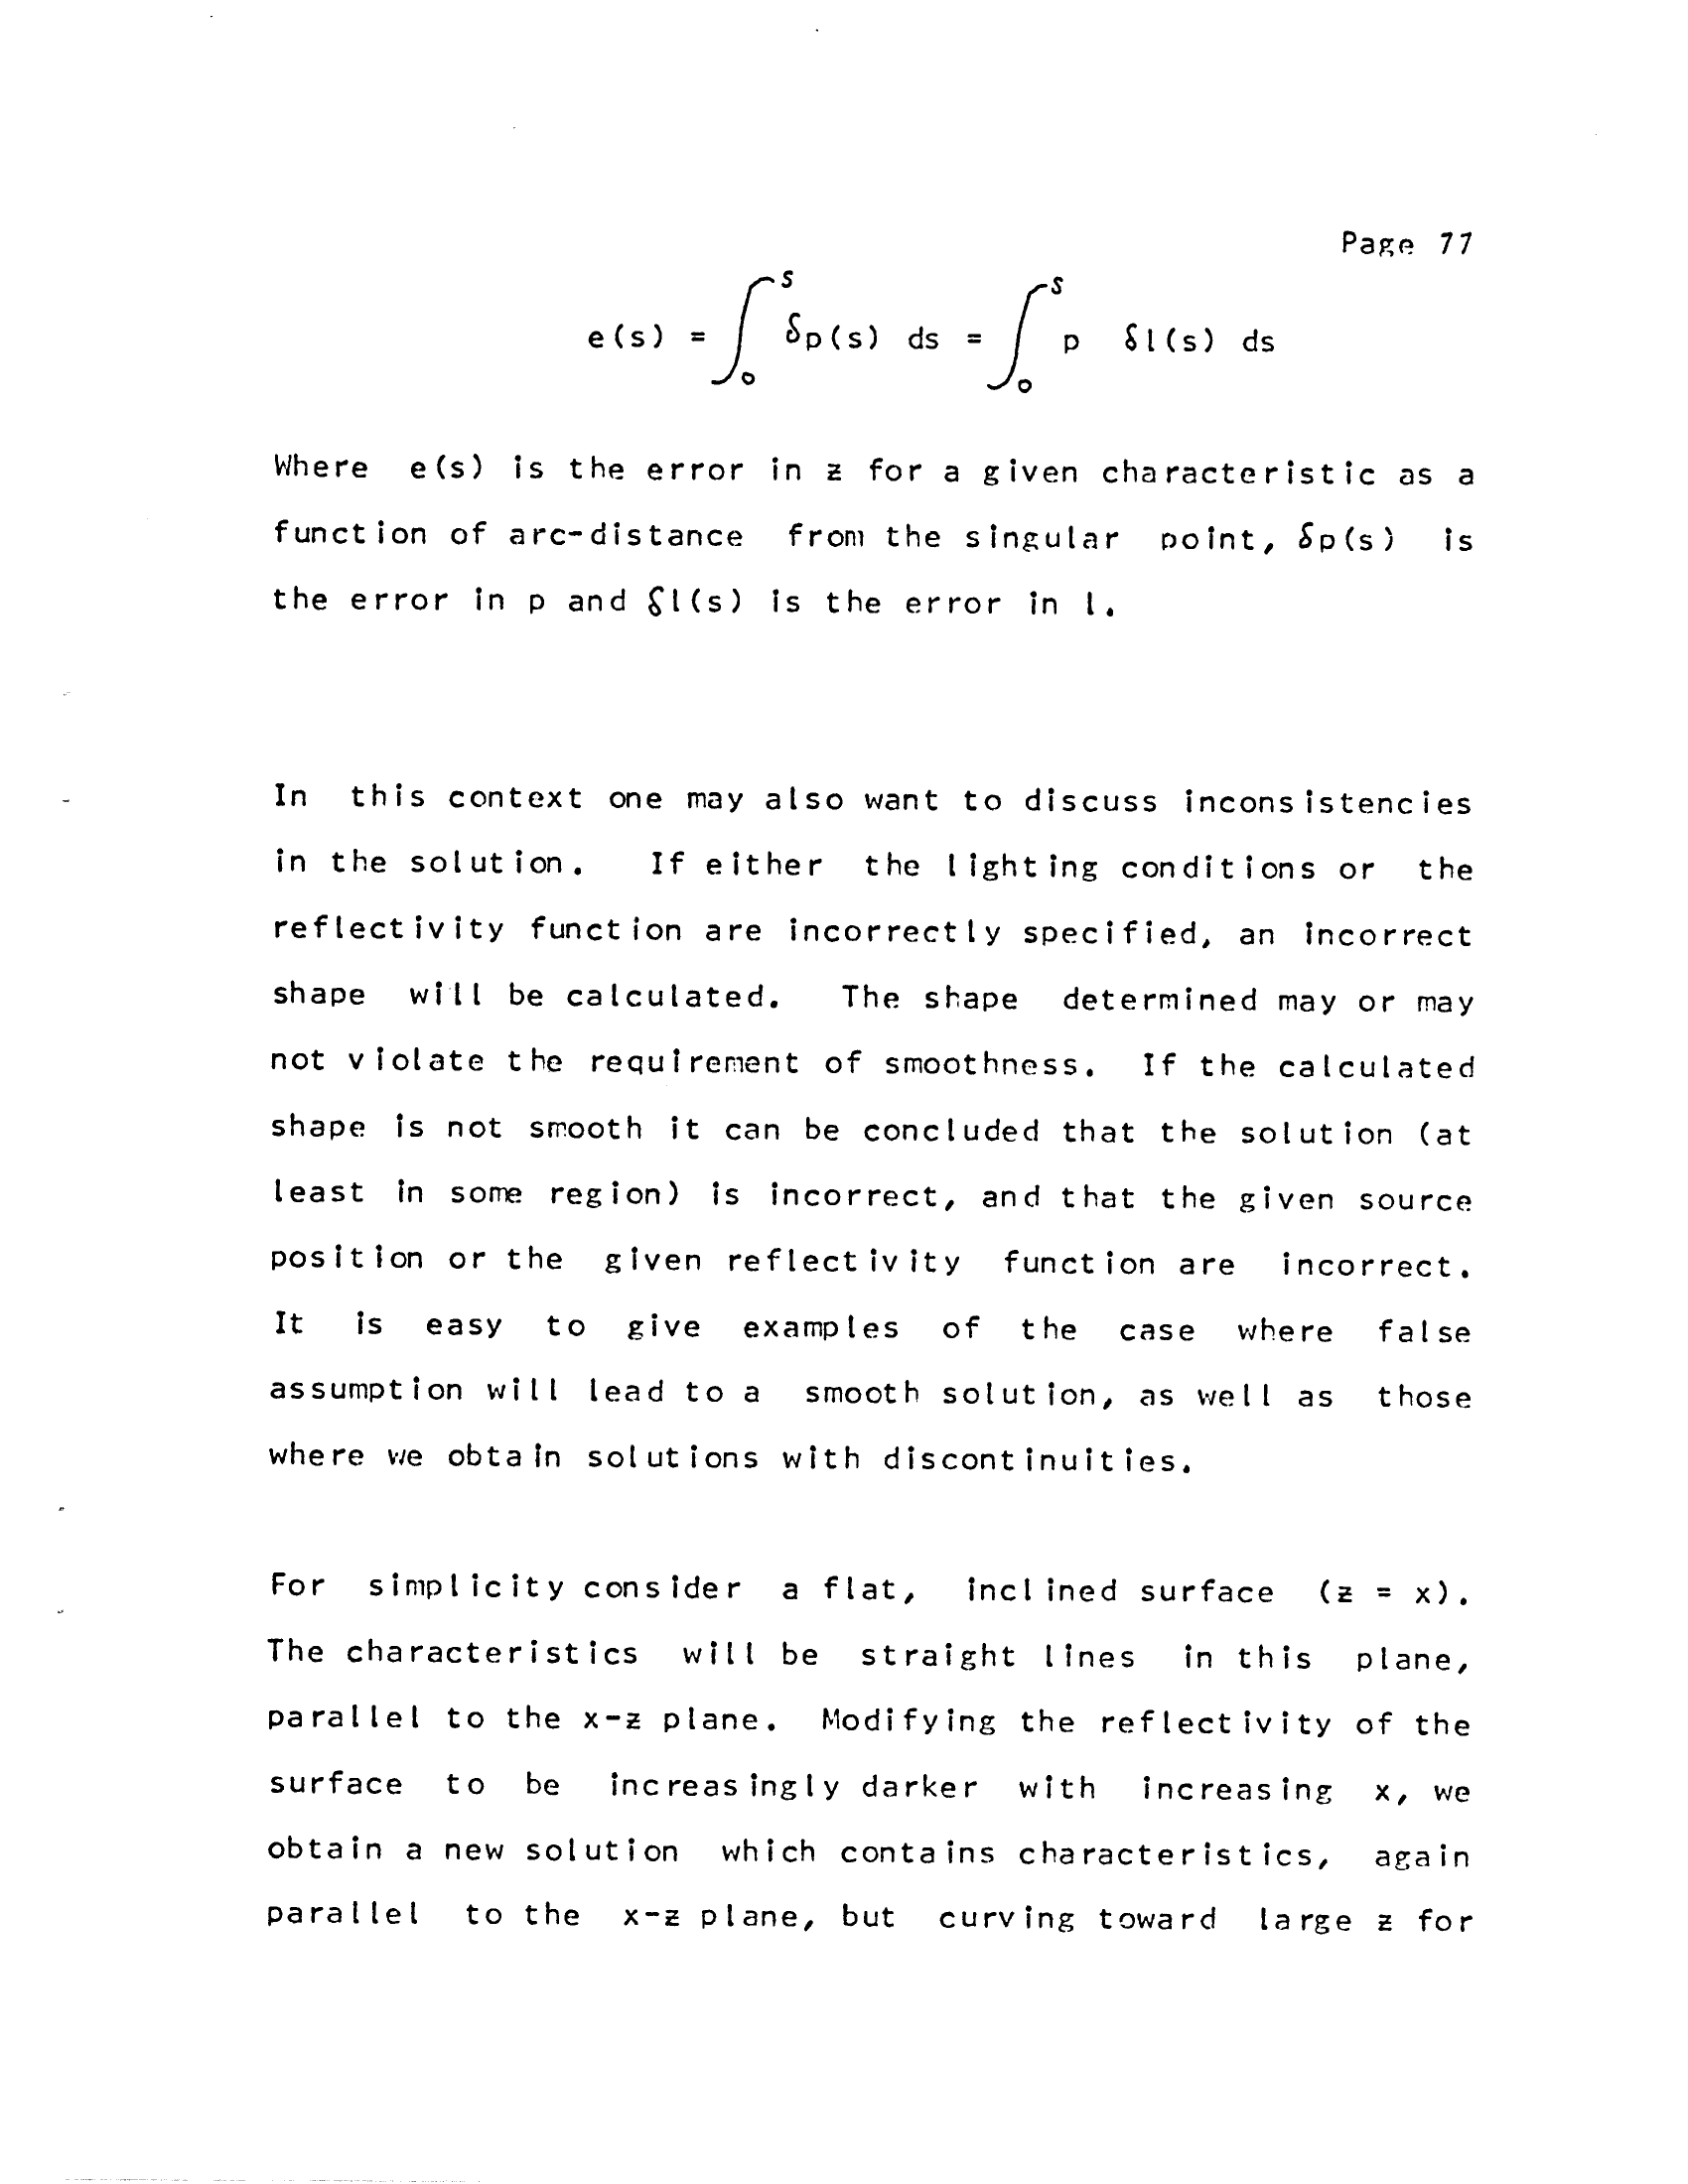 Page 77
e(s) = ∫₀ˢ δp(s) ds = ∫₀ˢ p δl(s) ds
Where e(s) is the error in z for a given characteristic as a
function of arc-distance from the singular point, δp(s) is
the error in p and δl(s) is the error in l.
In this context one may also want to discuss inconsistencies
in the solution. If either the lighting conditions or the
reflectivity function are incorrectly specified, an incorrect
shape will be calculated. The shape determined may or may
not violate the requirement of smoothness. If the calculated
shape is not smooth it can be concluded that the solution (at
least in some region) is incorrect, and that the given source
position or the given reflectivity function are incorrect.
It is easy to give examples of the case where false
assumption will lead to a smooth solution, as well as those
where we obtain solutions with discontinuities.
For simplicity consider a flat, inclined surface (z = x).
The characteristics will be straight lines in this plane,
parallel to the x-z plane. Modifying the reflectivity of the
surface to be increasingly darker with increasing x, we
obtain a new solution which contains characteristics, again
parallel to the x-z plane, but curving toward large z for